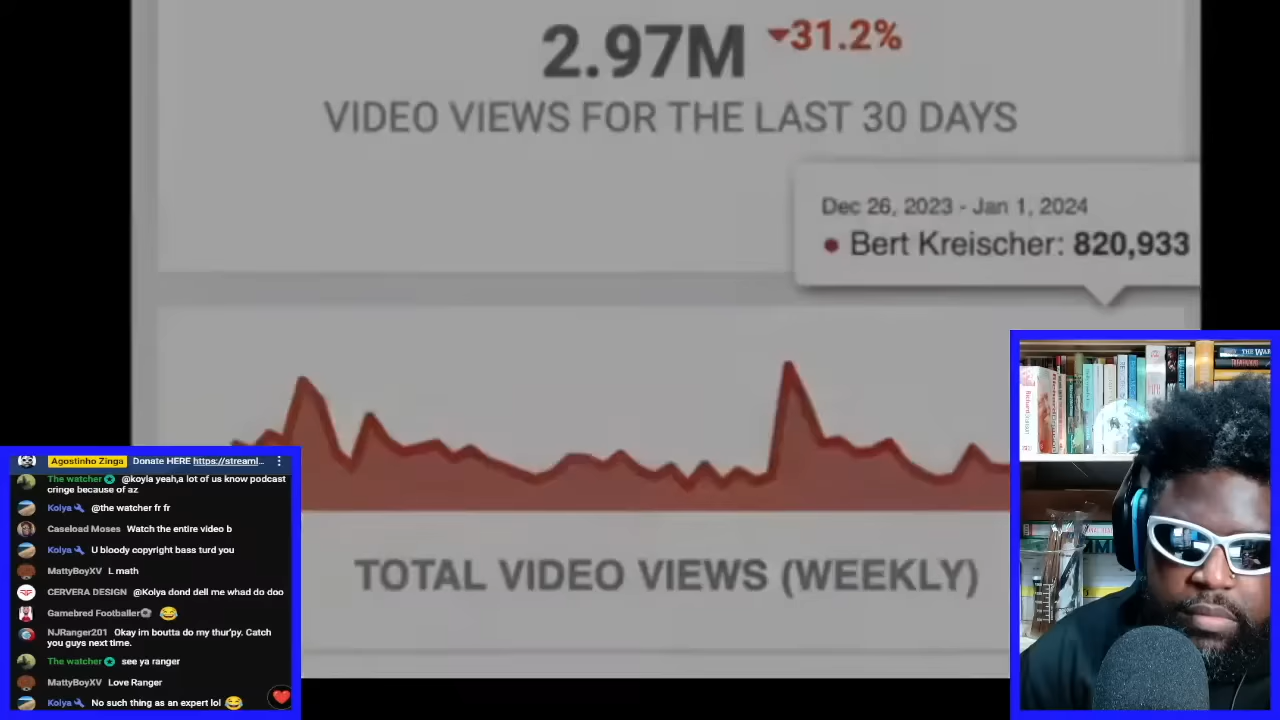 2.97M
31.2%
VIDEO VIEWS FOR THE LAST 30 DAYS
Dec 26, 2023 - Jan 1, 2024
Bert Kreischer: 820,933
TOTAL VIDEO VIEWS (WEEKLY)
Agostinho Zinga Donate HERE https://streaml...
The watcher @koyla yeah,a lot of us know podcast
cringe because of az
Kolya @the watcher fr fr
Caseload Moses Watch the entire video b
Kolya U bloody copyright bass turd you
MattyBoyXV L math
CERVERA DESIGN @Kolya dond dell me whad do doo
Gamebred Footballer 😂
NJRanger201 Okay im boutta do my thur'py. Catch
you guys next time.
The watcher see ya ranger
MattyBoyXV Love Ranger
Kolya No such thing as an expert lol 😂
THE WAR